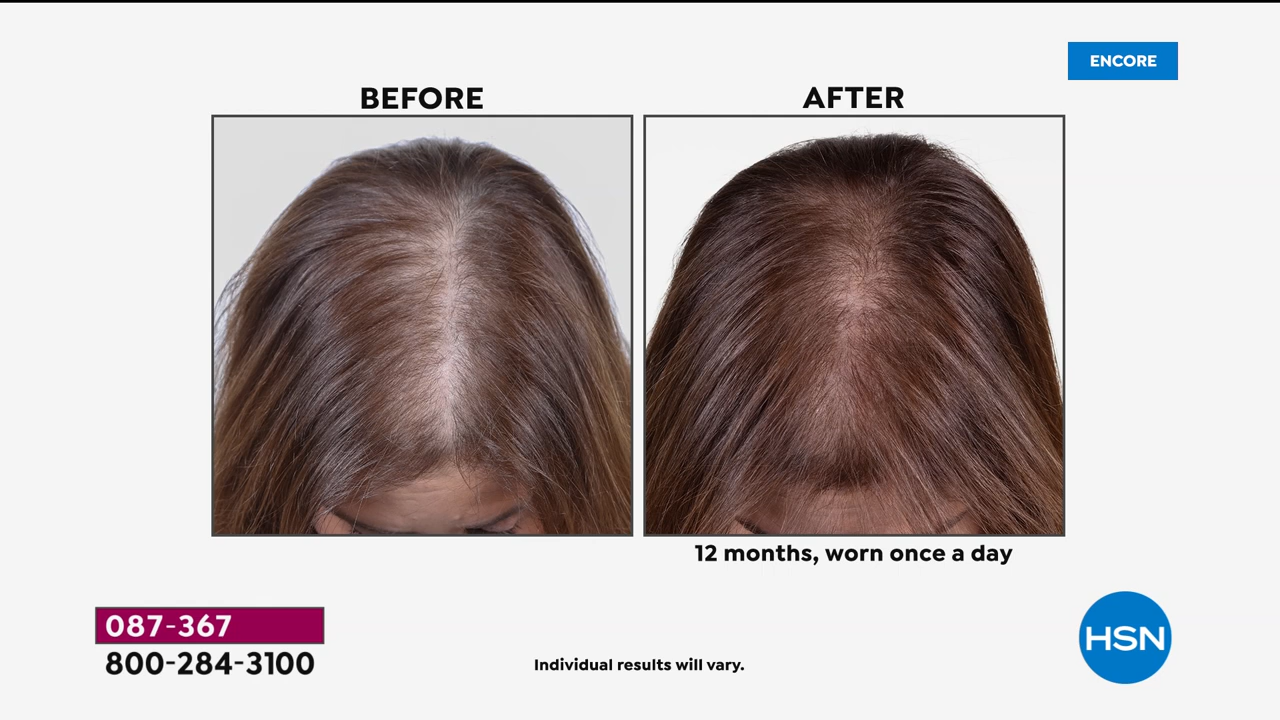 ENCORE
BEFORE
AFTER
12 months, worn once a day
087-367
800-284-3100
Individual results will vary.
HSN